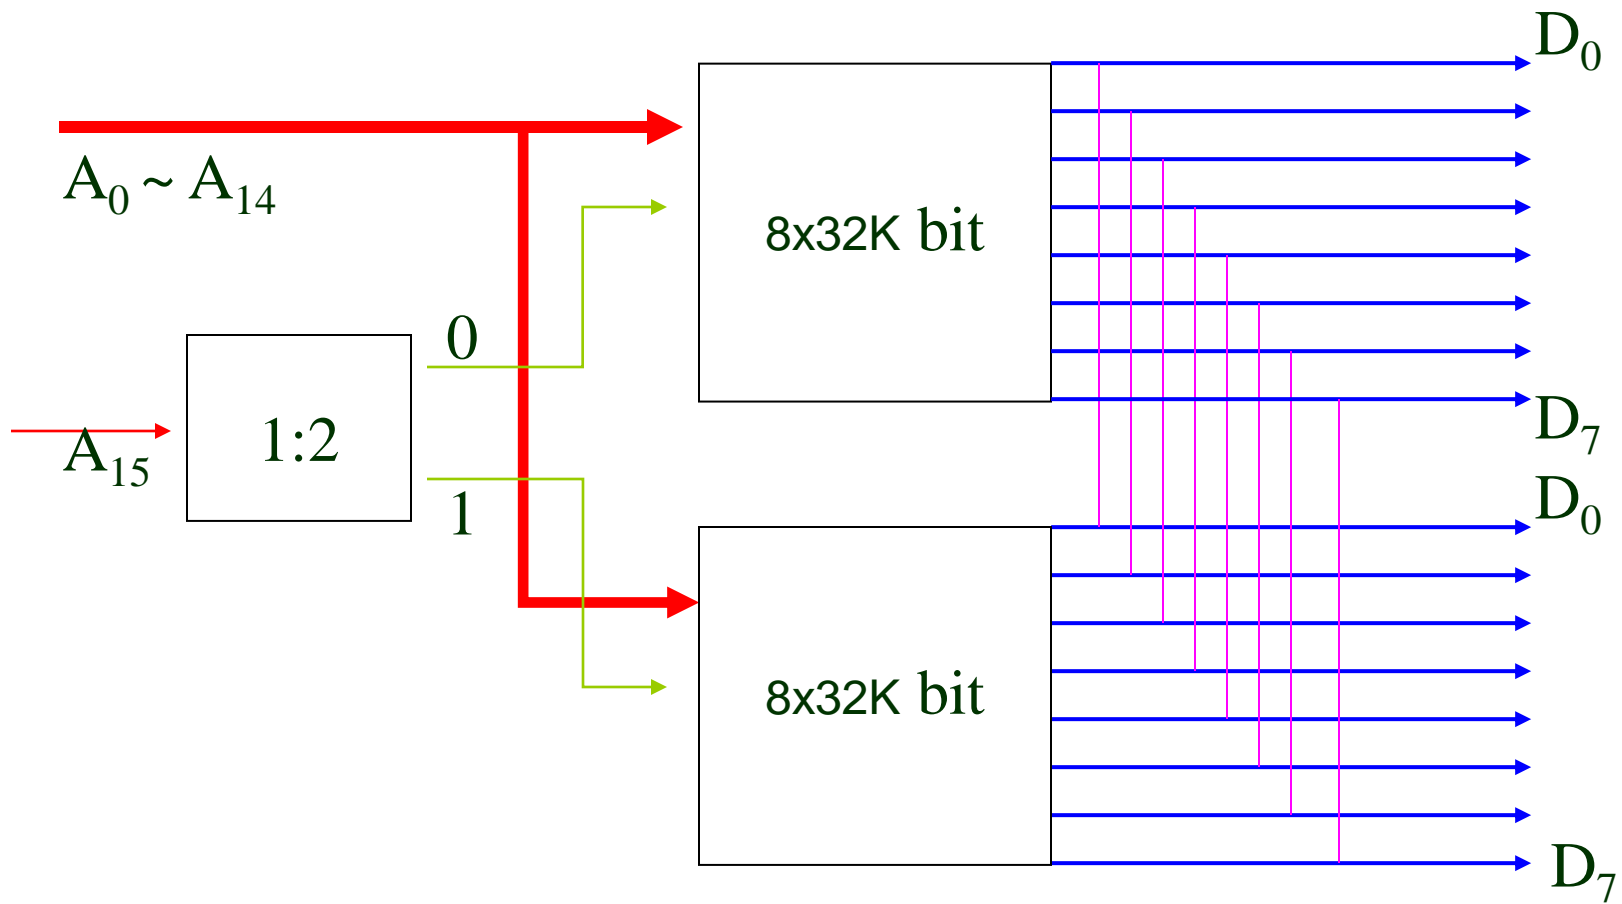 D₀
A₀ ~ A₁₄
8x32K bit
0
1:2
A₁₅
D₇
1
D₀
8x32K bit
D₇